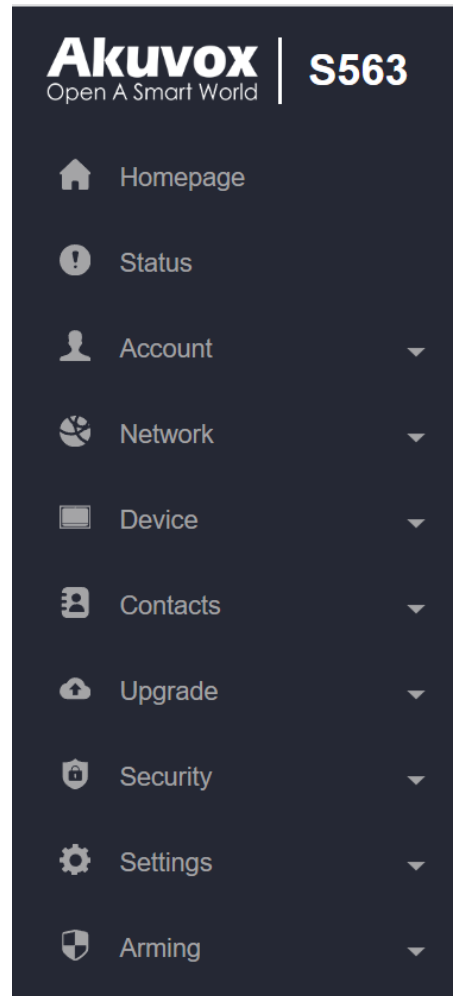 Akuvox
Open A Smart World
S563
Homepage
Status
Account
Network
Device
Contacts
Upgrade
Security
Settings
Arming